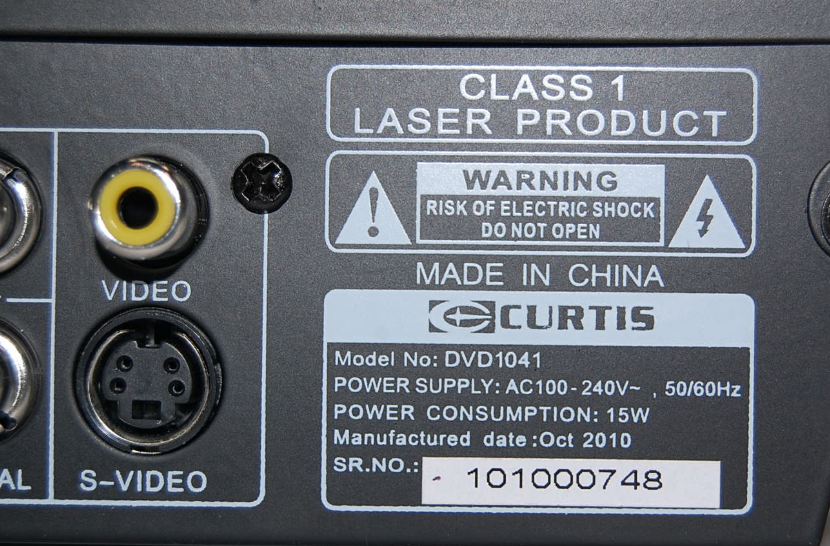 CLASS 1
LASER PRODUCT
WARNING
RISK OF ELECTRIC SHOCK
DO NOT OPEN
MADE IN CHINA
CURTIS
Model No: DVD1041
POWER SUPPLY: AC100-240V~ , 50/60Hz
POWER CONSUMPTION: 15W
Manufactured date:Oct 2010
SR.NO.: 101000748
VIDEO
S-VIDEO
AL